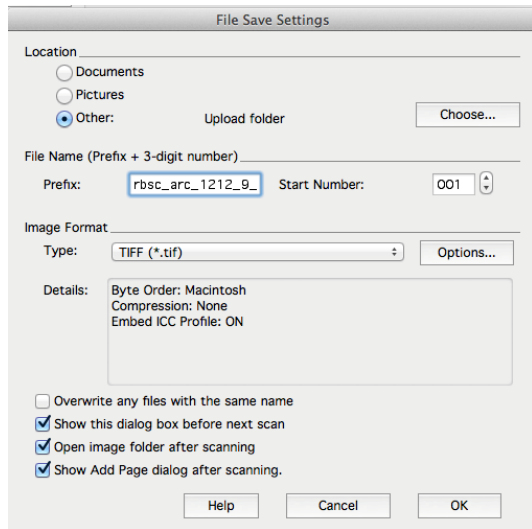 File Save Settings
Location
Documents
Pictures
Other: Upload folder Choose...
File Name (Prefix + 3-digit number)
Prefix: rbsc_arc_1212_9_ Start Number: 001
Image Format
Type: TIFF (*.tif) Options...
Details: Byte Order: Macintosh
Compression: None
Embed ICC Profile: ON
Overwrite any files with the same name
Show this dialog box before next scan
Open image folder after scanning
Show Add Page dialog after scanning.
Help Cancel OK